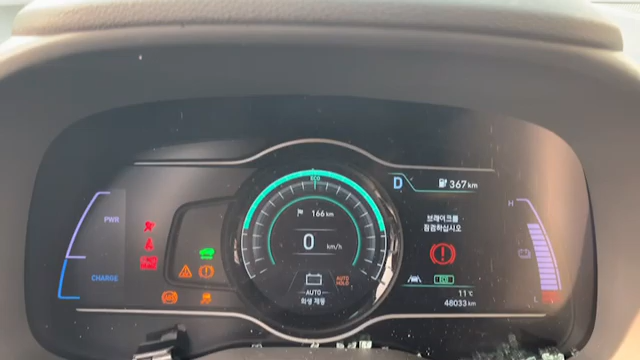 ECO
D
367 km
166 km
PWR
H
브레이크를
점검하십시오
0
km/h
CHARGE
AUTO
HOLD
ECO
AUTO
회생 제동
11°C
L
48033 km